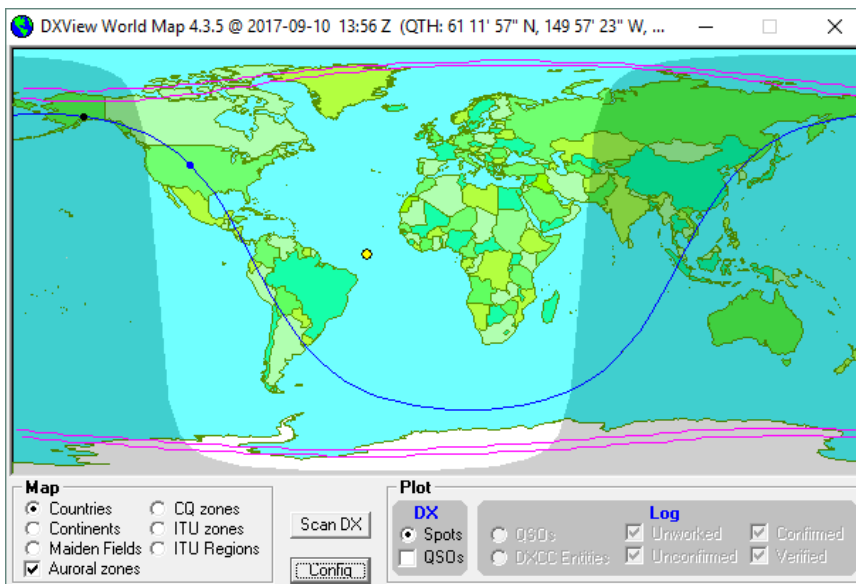 DXView World Map 4.3.5 @ 2017-09-10 13:56 Z (QTH: 61 11' 57" N, 149 57' 23" W, ...
Map
Countries
CQ zones
Continents
ITU zones
Maiden Fields
ITU Regions
Auroral zones
Scan DX
Config
Plot
DX
Spots
QSOs
Log
QSOs
Unworked
Confirmed
DXCC Entities
Unconfirmed
Verified